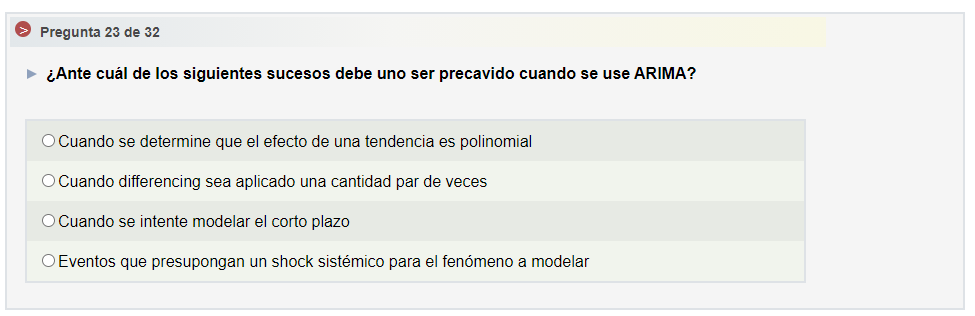 Pregunta 23 de 32
¿Ante cuál de los siguientes sucesos debe uno ser precavido cuando se use ARIMA?
Cuando se determine que el efecto de una tendencia es polinomial
Cuando differencing sea aplicado una cantidad par de veces
Cuando se intente modelar el corto plazo
Eventos que presupongan un shock sistémico para el fenómeno a modelar